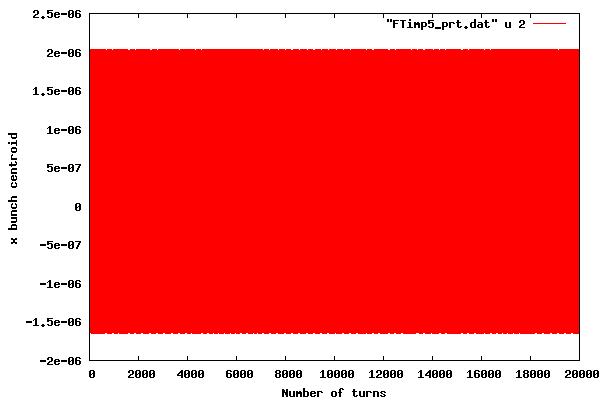 2.5e-06
"FTimp5_prt.dat" u 2
2e-06
1.5e-06
1e-06
5e-07
0
-5e-07
-1e-06
-1.5e-06
-2e-06
x bunch centroid
0 2000 4000 6000 8000 10000 12000 14000 16000 18000 20000
Number of turns